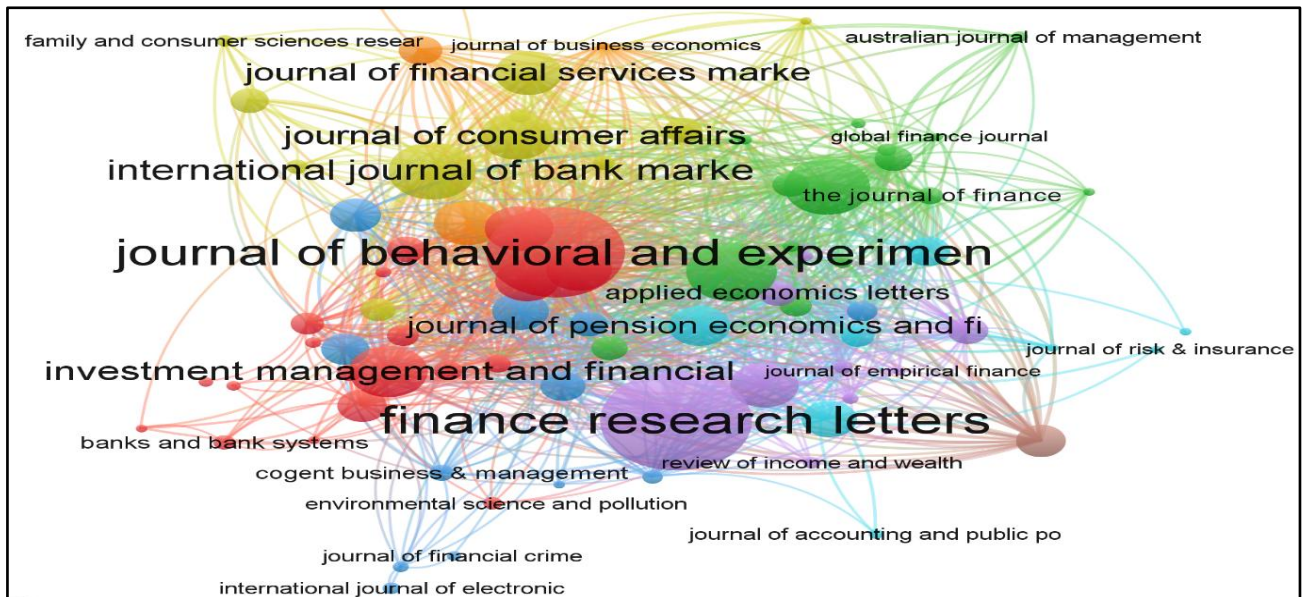 family and consumer sciences resear
journal of business economics
australian journal of management
journal of financial services marke
journal of consumer affairs
global finance journal
international journal of bank marke
the journal of finance
journal of behavioral and experimen
applied economics letters
journal of pension economics and fi
journal of risk & insurance
investment management and financial
journal of empirical finance
finance research letters
banks and bank systems
review of income and wealth
cogent business & management
environmental science and pollution
journal of accounting and public po
journal of financial crime
international journal of electronic